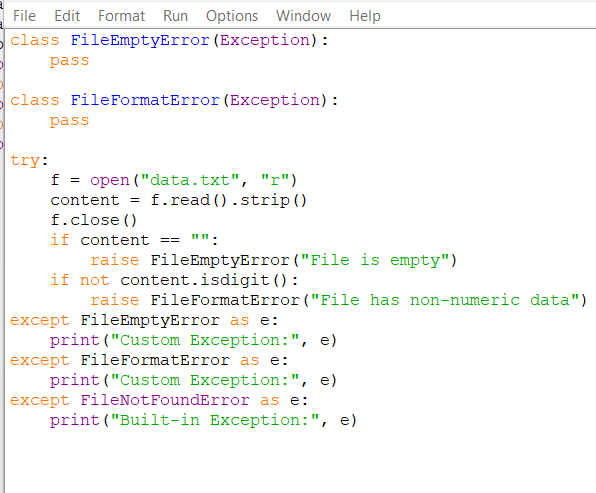 File Edit Format Run Options Window Help
class FileEmptyError(Exception):
    pass

class FileFormatError(Exception):
    pass

try:
    f = open("data.txt", "r")
    content = f.read().strip()
    f.close()
    if content == "":
        raise FileEmptyError("File is empty")
    if not content.isdigit():
        raise FileFormatError("File has non-numeric data")
except FileEmptyError as e:
    print("Custom Exception:", e)
except FileFormatError as e:
    print("Custom Exception:", e)
except FileNotFoundError as e:
    print("Built-in Exception:", e)